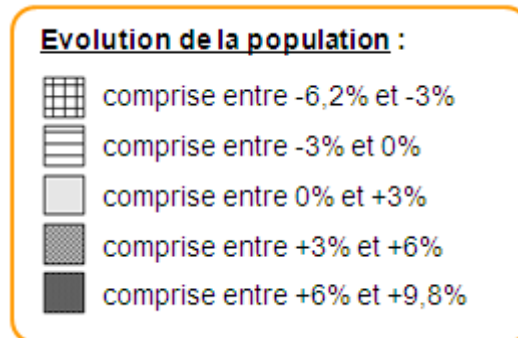 Evolution de la population :
comprise entre -6,2% et -3%
comprise entre -3% et 0%
comprise entre 0% et +3%
comprise entre +3% et +6%
comprise entre +6% et +9,8%